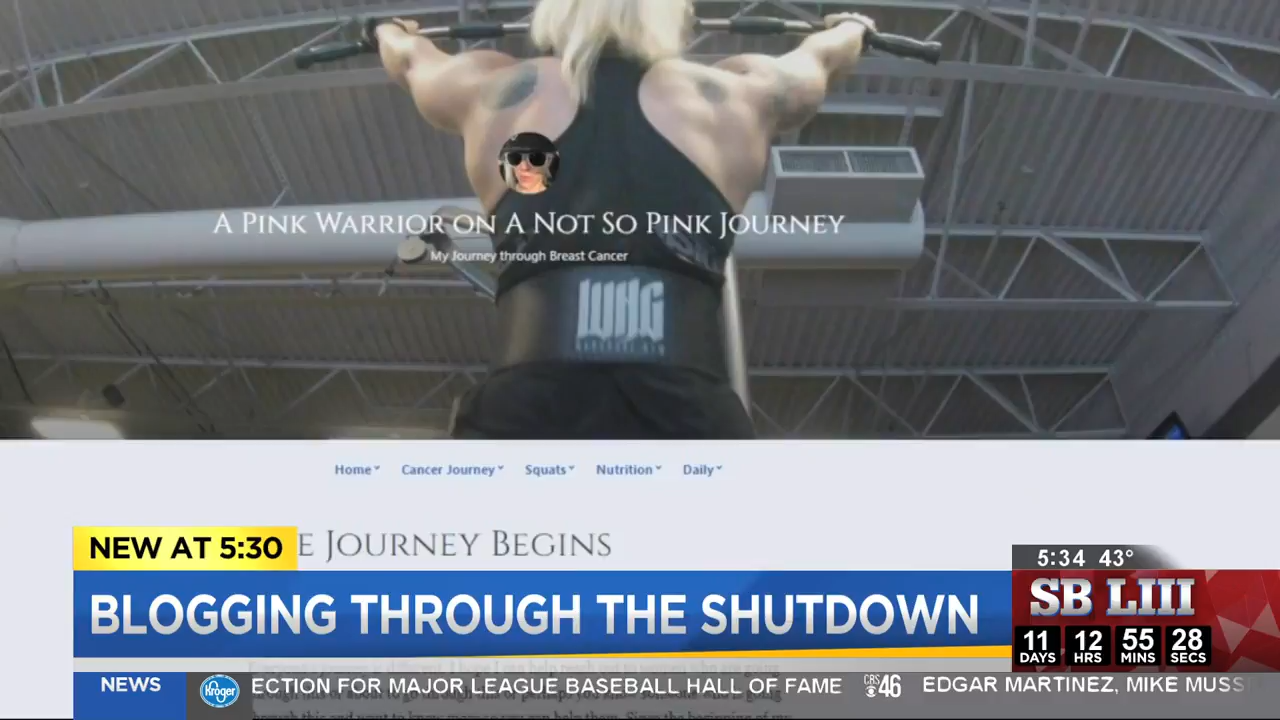 A PINK WARRIOR ON A NOT SO PINK JOURNEY
My Journey through Breast Cancer
Home
Cancer Journey
Squats
Nutrition
Daily
E JOURNEY BEGINS
NEW AT 5:30
BLOGGING THROUGH THE SHUTDOWN
5:34 43°
SB LIII
11 12 55 28
DAYS HRS MINS SECS
NEWS
Kroger
ECTION FOR MAJOR LEAGUE BASEBALL HALL OF FAME
CBS 46
EDGAR MARTINEZ, MIKE MUSSI